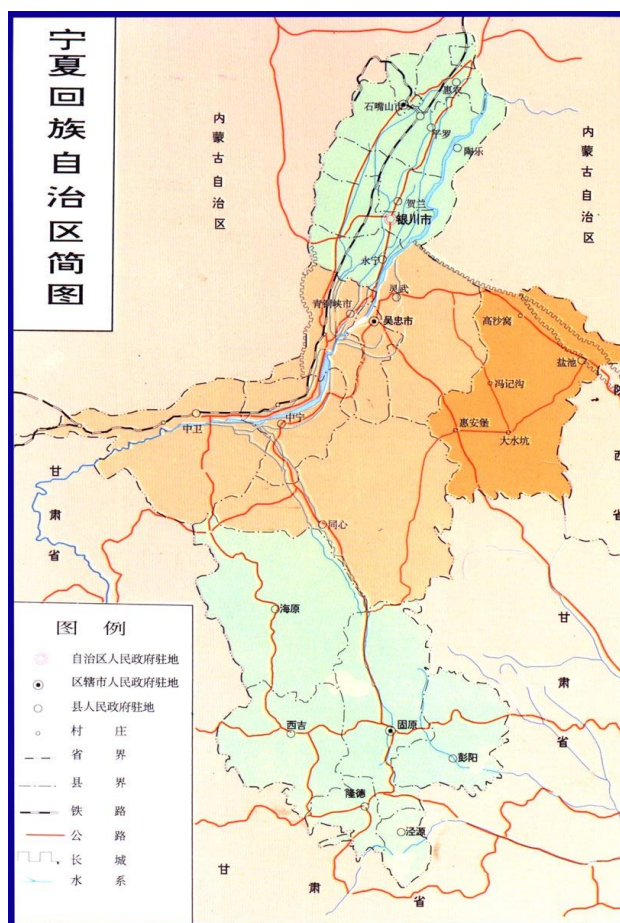 宁夏回族自治区简图
内蒙古自治区
内蒙古自治区
石嘴山市
惠农
平罗
陶乐
贺兰
银川市
永宁
灵武
青铜峡市
吴忠市
高沙窝
盐池
冯记沟
惠安堡
大水坑
陕西省
中卫
中宁
甘肃省
同心
海原
甘肃省
西吉
固原
彭阳
隆德
泾源
甘肃省
图例
自治区人民政府驻地
区辖市人民政府驻地
县人民政府驻地
村庄
省界
县界
铁路
公路
长城
水系